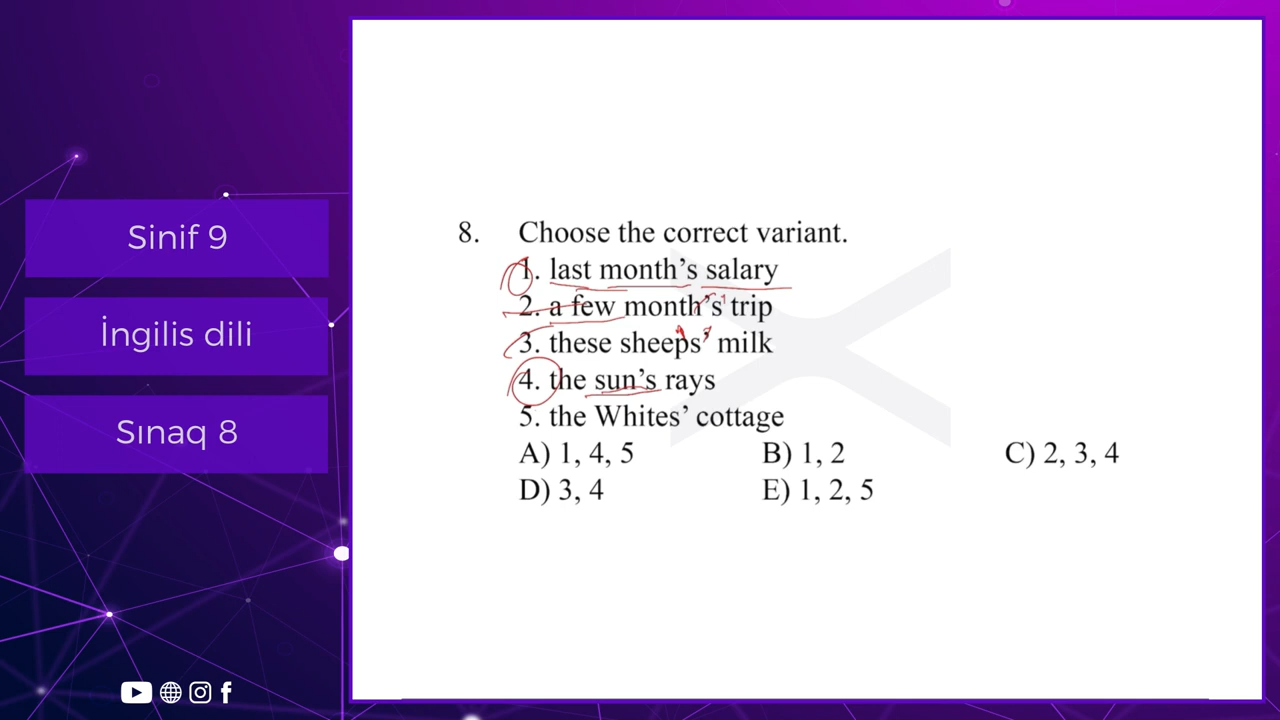 Sinif 9
İngilis dili
Sınaq 8
8. Choose the correct variant.
1. last month’s salary
2. a few month’s trip
3. these sheeps’ milk
4. the sun’s rays
5. the Whites’ cottage
A) 1, 4, 5 B) 1, 2 C) 2, 3, 4
D) 3, 4 E) 1, 2, 5